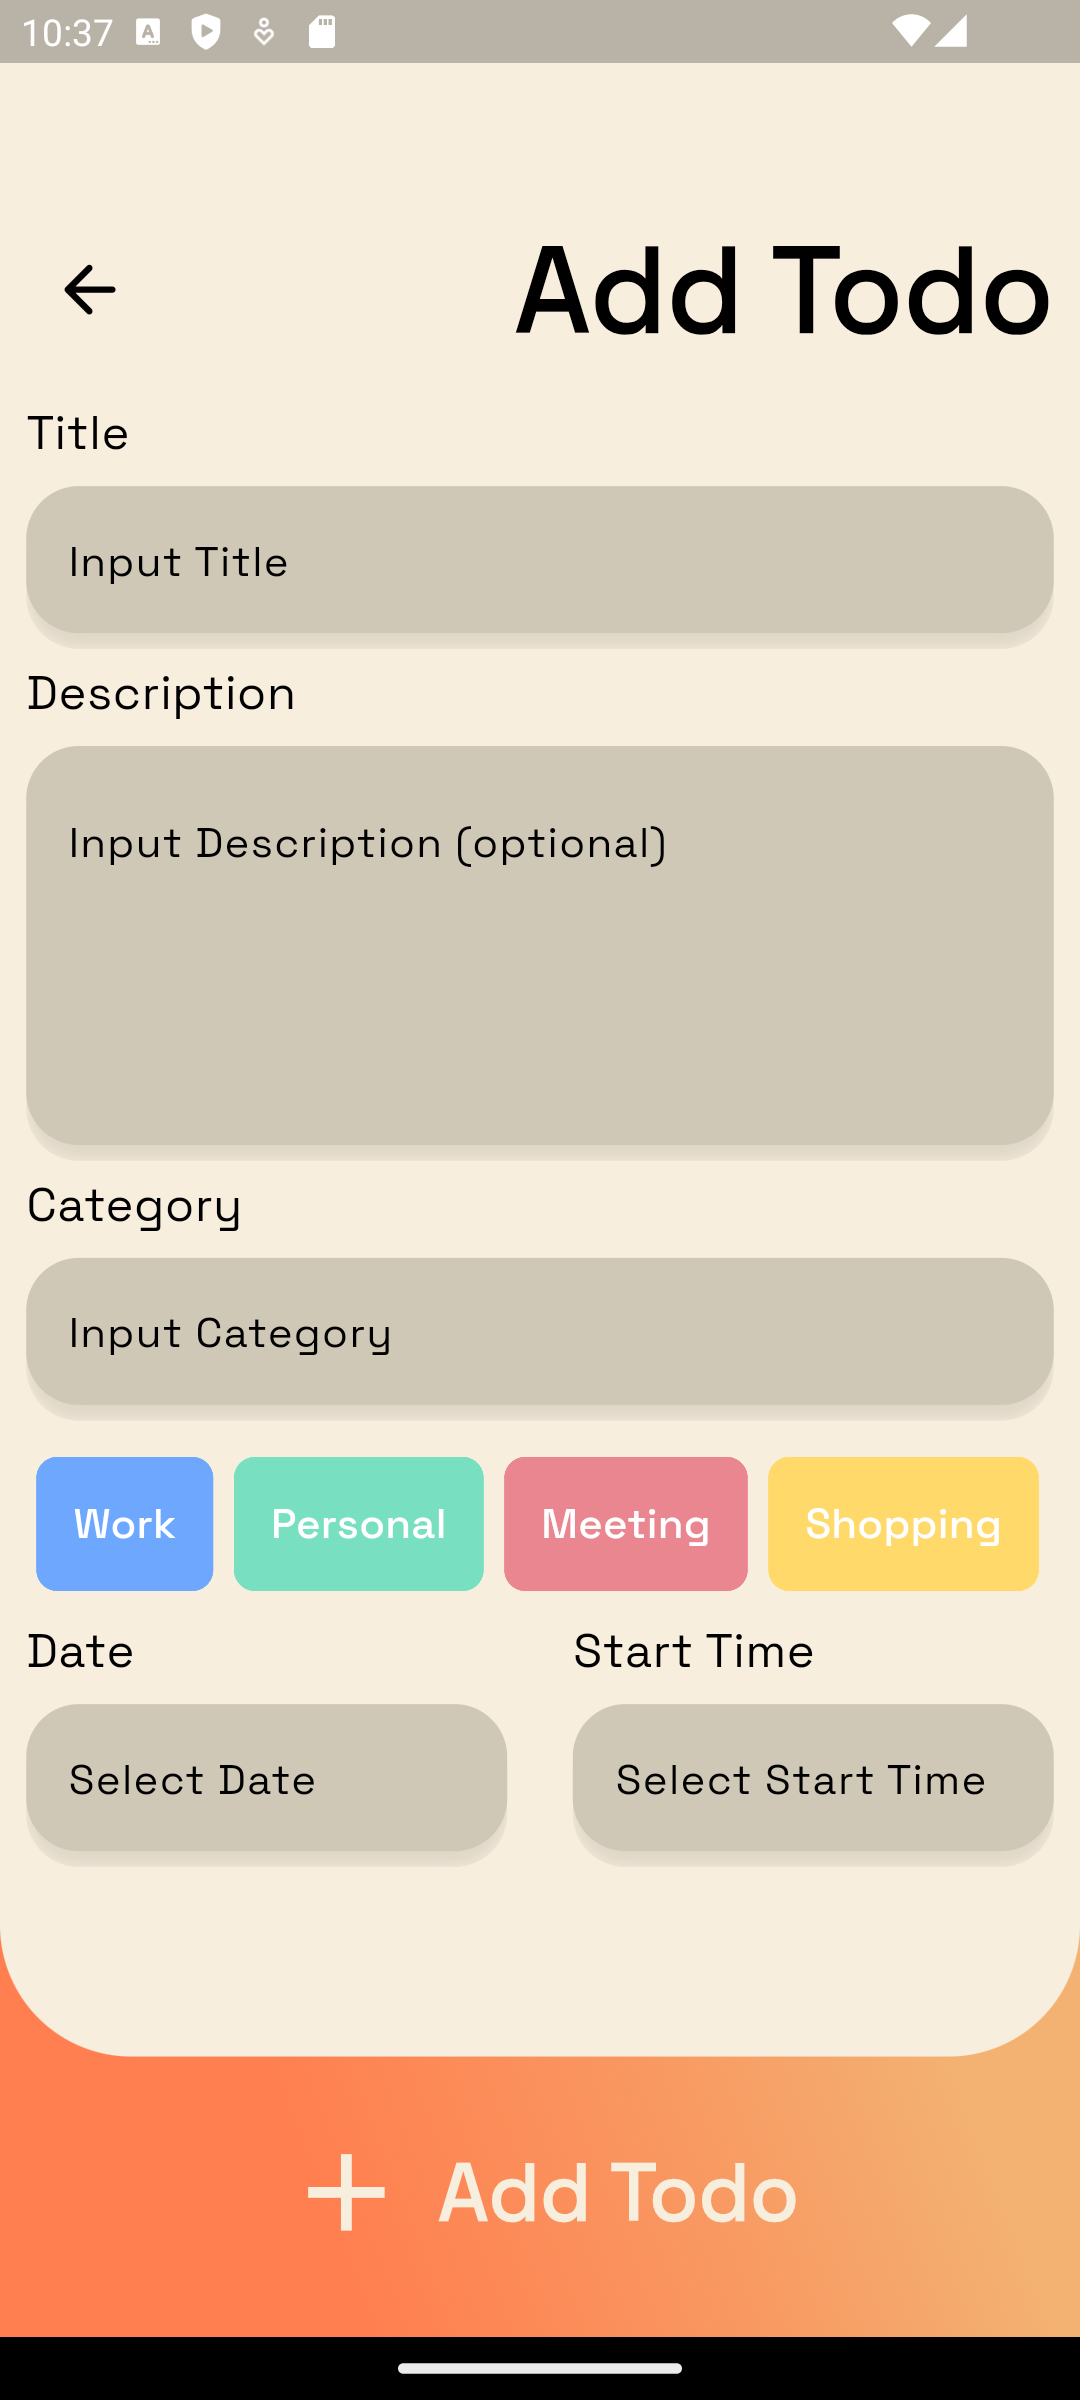 10:37
Add Todo
Title
Input Title
Description
Input Description (optional)
Category
Input Category
Work Personal Meeting Shopping
Date Start Time
Select Date Select Start Time
+ Add Todo